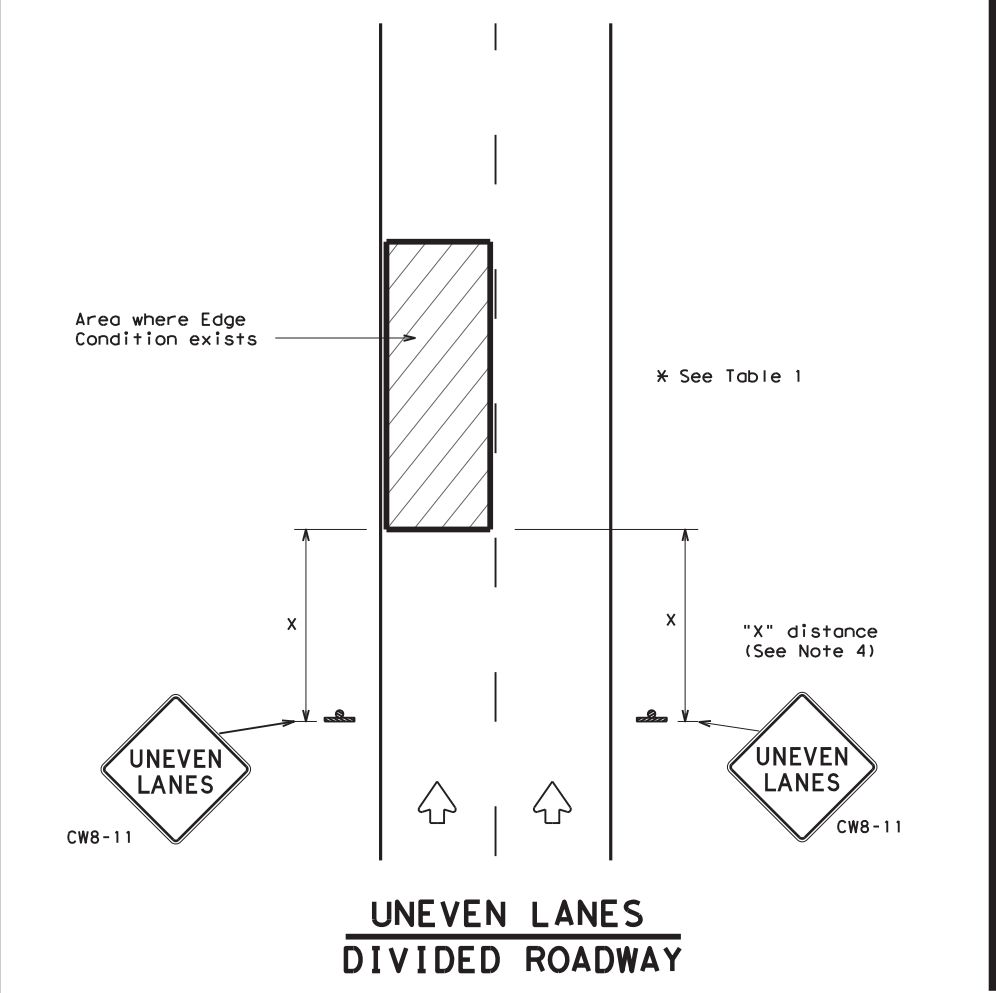 Area where Edge
Condition exists
* See Table 1
X
X
"X" distance
(See Note 4)
UNEVEN
LANES
CW8-11
UNEVEN
LANES
CW8-11
UNEVEN LANES
DIVIDED ROADWAY